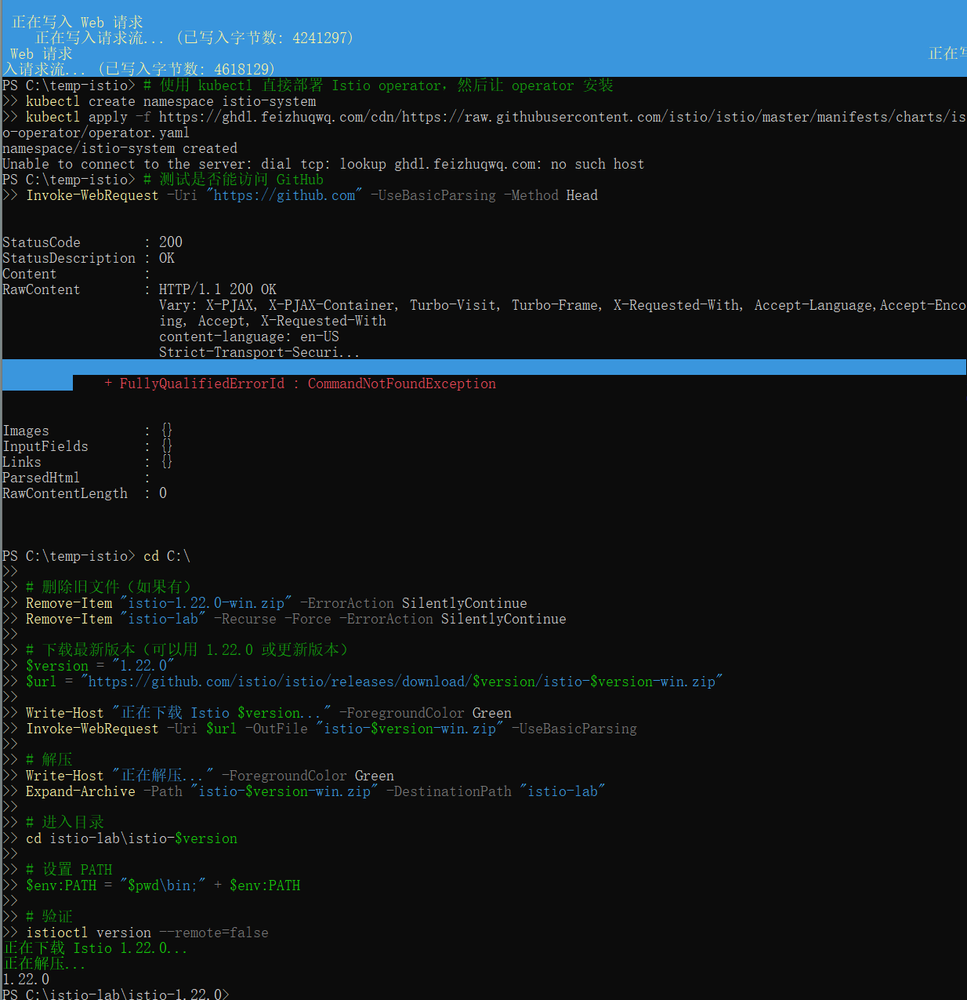 正在写入 Web 请求
正在写入请求流... (已写入字节数: 4241297)
Web 请求 正在写
入请求流... (已写入字节数: 4618129)
PS C:\temp-istio> # 使用 kubectl 直接部署 Istio operator，然后让 operator 安装
>> kubectl create namespace istio-system
>> kubectl apply -f https://ghdl.feizhuqwq.com/cdn/https://raw.githubusercontent.com/istio/istio/master/manifests/charts/is
o-operator/operator.yaml
namespace/istio-system created
Unable to connect to the server: dial tcp: lookup ghdl.feizhuqwq.com: no such host
PS C:\temp-istio> # 测试是否能访问 GitHub
>> Invoke-WebRequest -Uri "https://github.com" -UseBasicParsing -Method Head
StatusCode : 200
StatusDescription : OK
Content :
RawContent : HTTP/1.1 200 OK
Vary: X-PJAX, X-PJAX-Container, Turbo-Visit, Turbo-Frame, X-Requested-With, Accept-Language,Accept-Enco
ing, Accept, X-Requested-With
content-language: en-US
Strict-Transport-Securi...
+ FullyQualifiedErrorId : CommandNotFoundException
Images : {}
InputFields : {}
Links : {}
ParsedHtml :
RawContentLength : 0
PS C:\temp-istio> cd C:\
>>
>> # 删除旧文件（如果有）
>> Remove-Item "istio-1.22.0-win.zip" -ErrorAction SilentlyContinue
>> Remove-Item "istio-lab" -Recurse -Force -ErrorAction SilentlyContinue
>>
>> # 下载最新版本（可以用 1.22.0 或更新版本）
>> $version = "1.22.0"
>> $url = "https://github.com/istio/istio/releases/download/$version/istio-$version-win.zip"
>>
>> Write-Host "正在下载 Istio $version..." -ForegroundColor Green
>> Invoke-WebRequest -Uri $url -OutFile "istio-$version-win.zip" -UseBasicParsing
>>
>> # 解压
>> Write-Host "正在解压..." -ForegroundColor Green
>> Expand-Archive -Path "istio-$version-win.zip" -DestinationPath "istio-lab"
>>
>> # 进入目录
>> cd istio-lab\istio-$version
>>
>> # 设置 PATH
>> $env:PATH = "$pwd\bin;" + $env:PATH
>>
>> # 验证
>> istioctl version --remote=false
正在下载 Istio 1.22.0...
正在解压...
1.22.0
PS C:\istio-lab\istio-1.22.0>